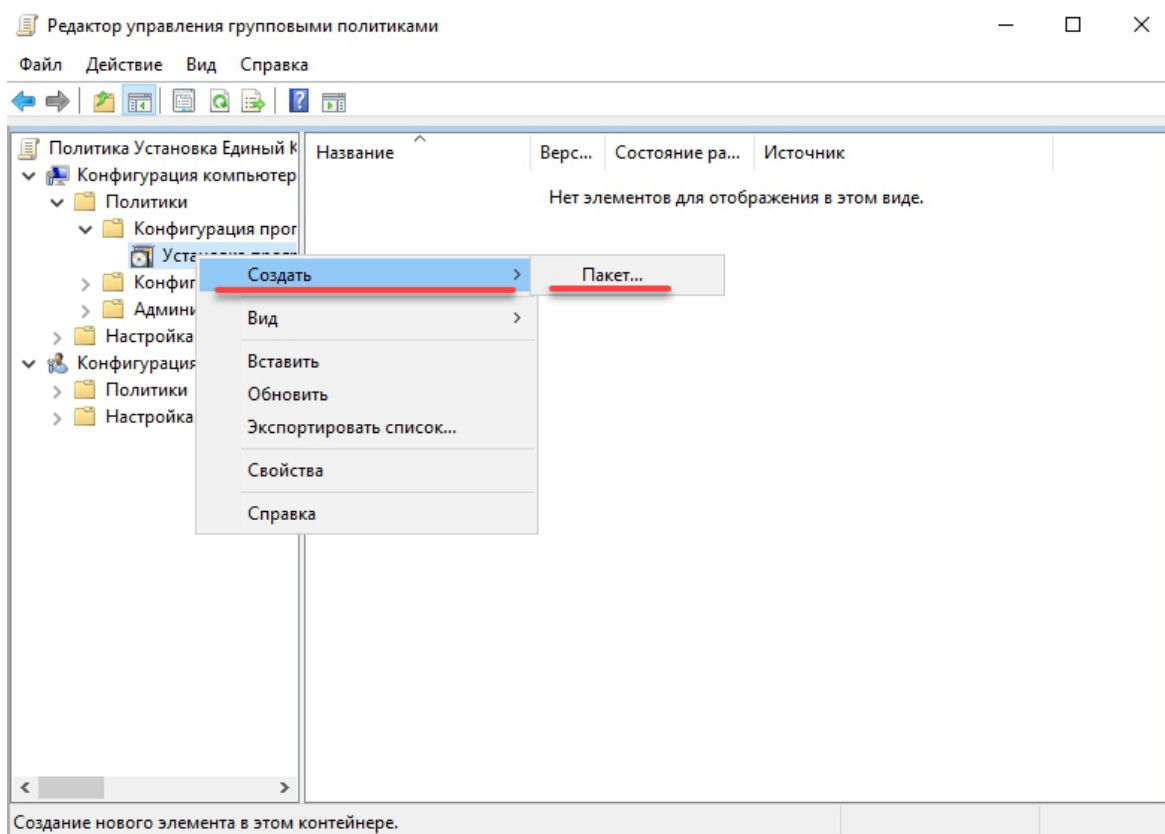 Редактор управления групповыми политиками
Файл Действие Вид Справка
Политика Установка Единый К
Название Верс... Состояние ра... Источник
Конфигурация компьютер
Политики
Нет элементов для отображения в этом виде.
Конфигурация прог
Создать
Пакет...
Конфиг
Админи
Вид
Настройка
Конфигурация
Вставить
Политики
Обновить
Настройка
Экспортировать список...
Свойства
Справка
Создание нового элемента в этом контейнере.